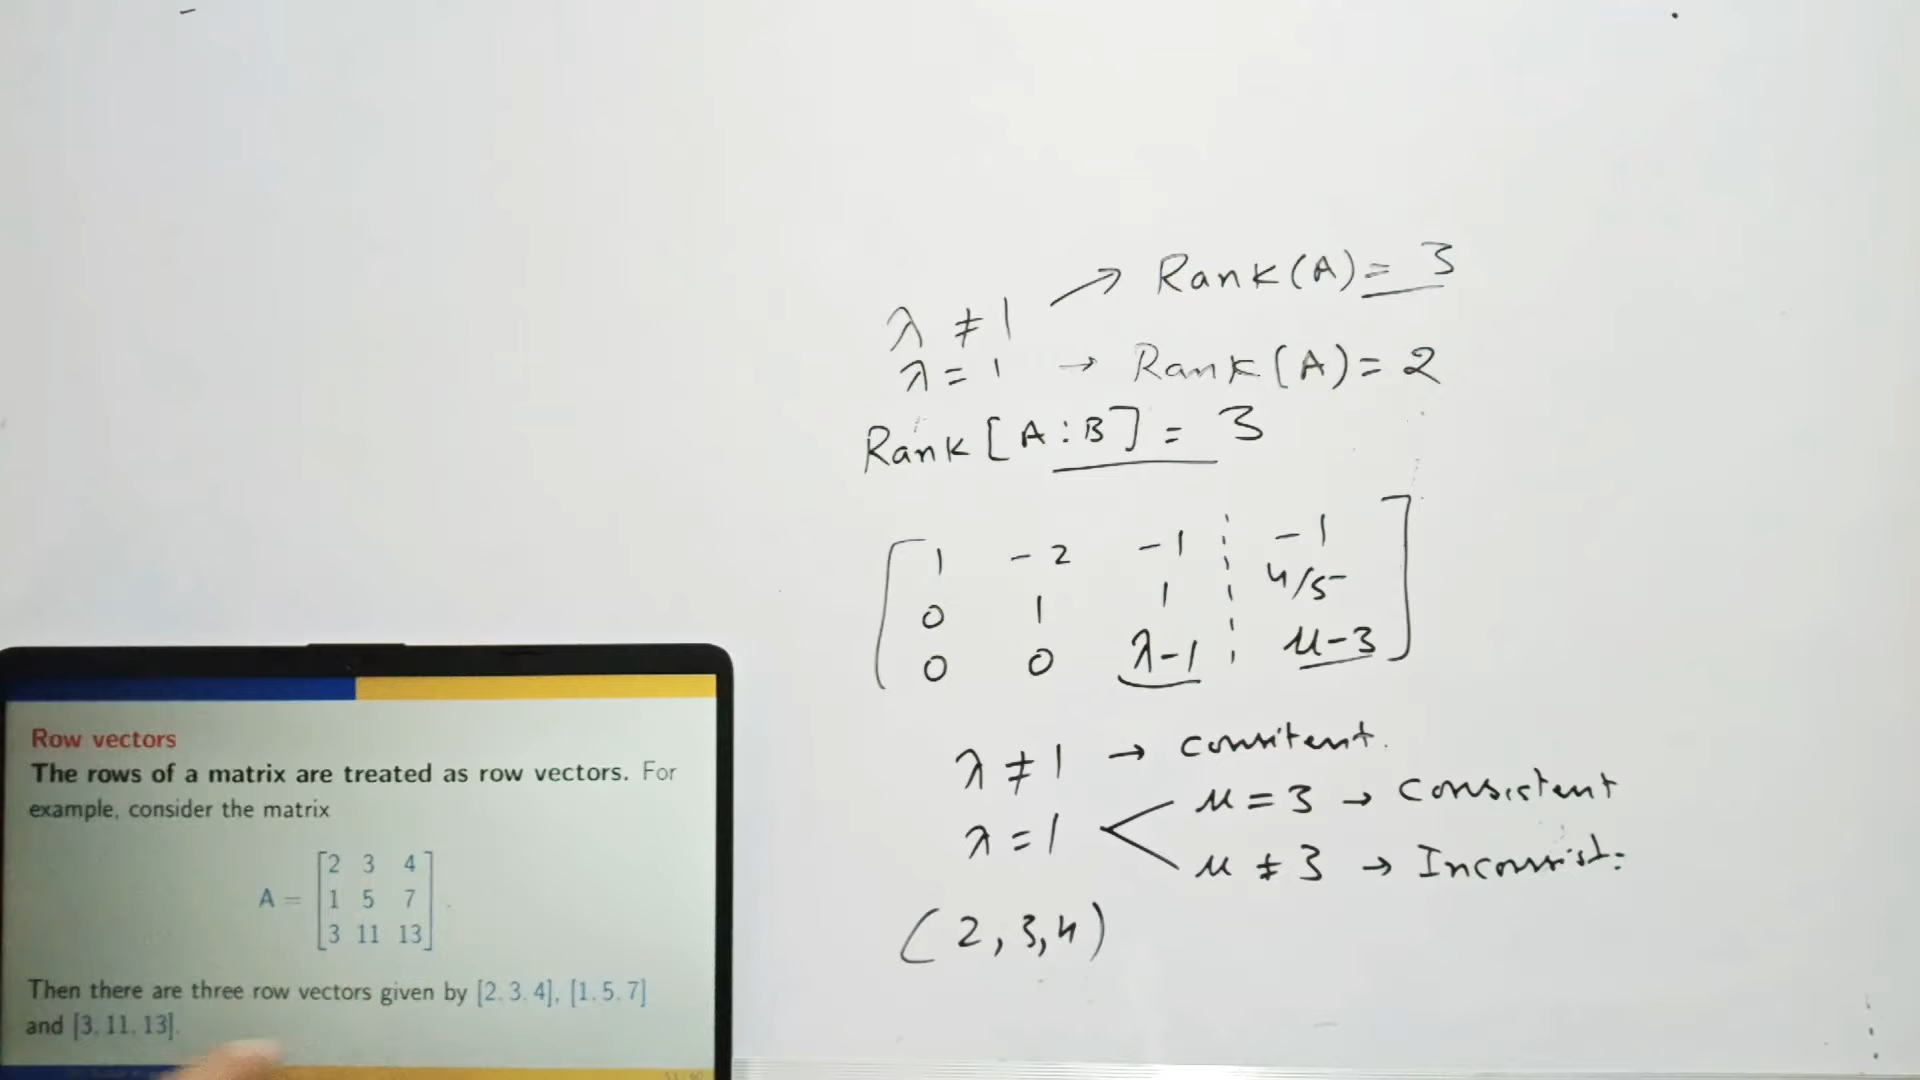 λ ≠ 1 → Rank(A) = 3
λ = 1 → Rank(A) = 2
Rank [A : B] = 3
1 -2 -1 ¦ -1
0 1 1 ¦ 4/5
0 0 λ-1 ¦ μ-3
λ ≠ 1 → consitent.
λ = 1 < μ = 3 → consistent
μ ≠ 3 → Inconsist.
(2, 3, 4)
Row vectors
The rows of a matrix are treated as row vectors. For
example, consider the matrix
A = [2 3 4
1 5 7
3 11 13] .
Then there are three row vectors given by [2, 3, 4], [1, 5, 7]
and [3, 11, 13].